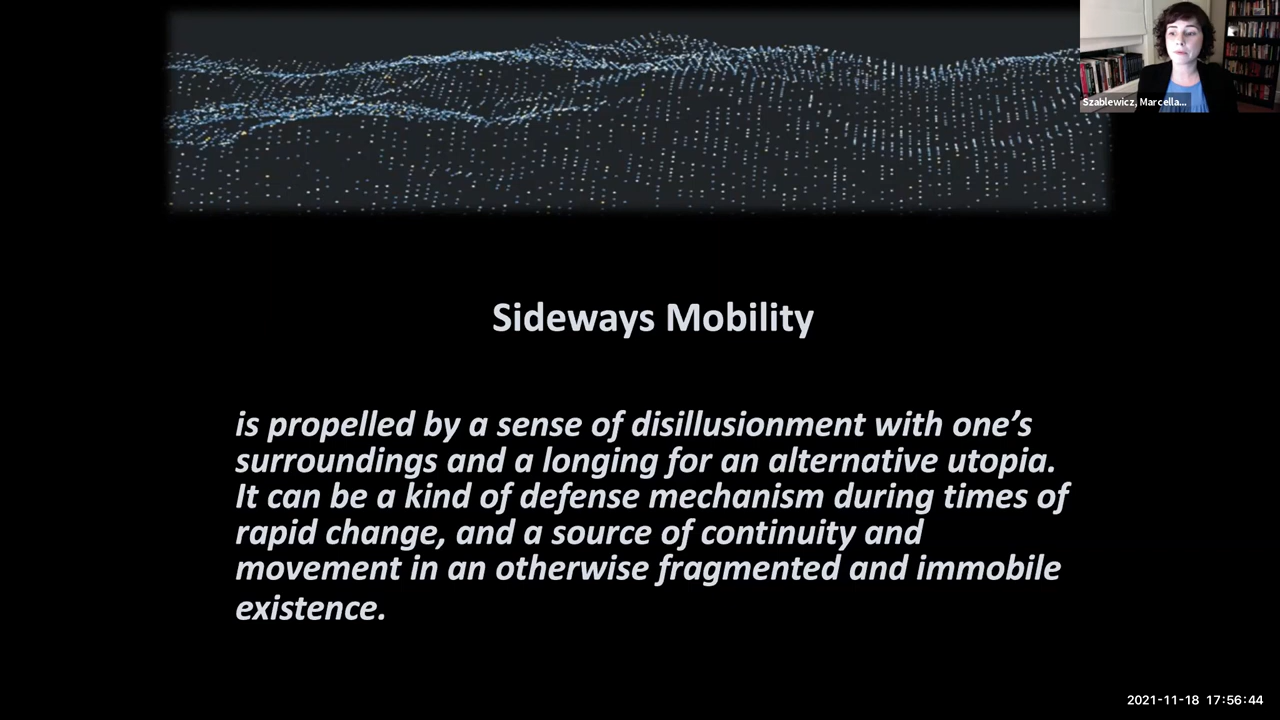 Szablewicz, Marcella...
Sideways Mobility
is propelled by a sense of disillusionment with one’s
surroundings and a longing for an alternative utopia.
It can be a kind of defense mechanism during times of
rapid change, and a source of continuity and
movement in an otherwise fragmented and immobile
existence.
2021-11-18 17:56:44